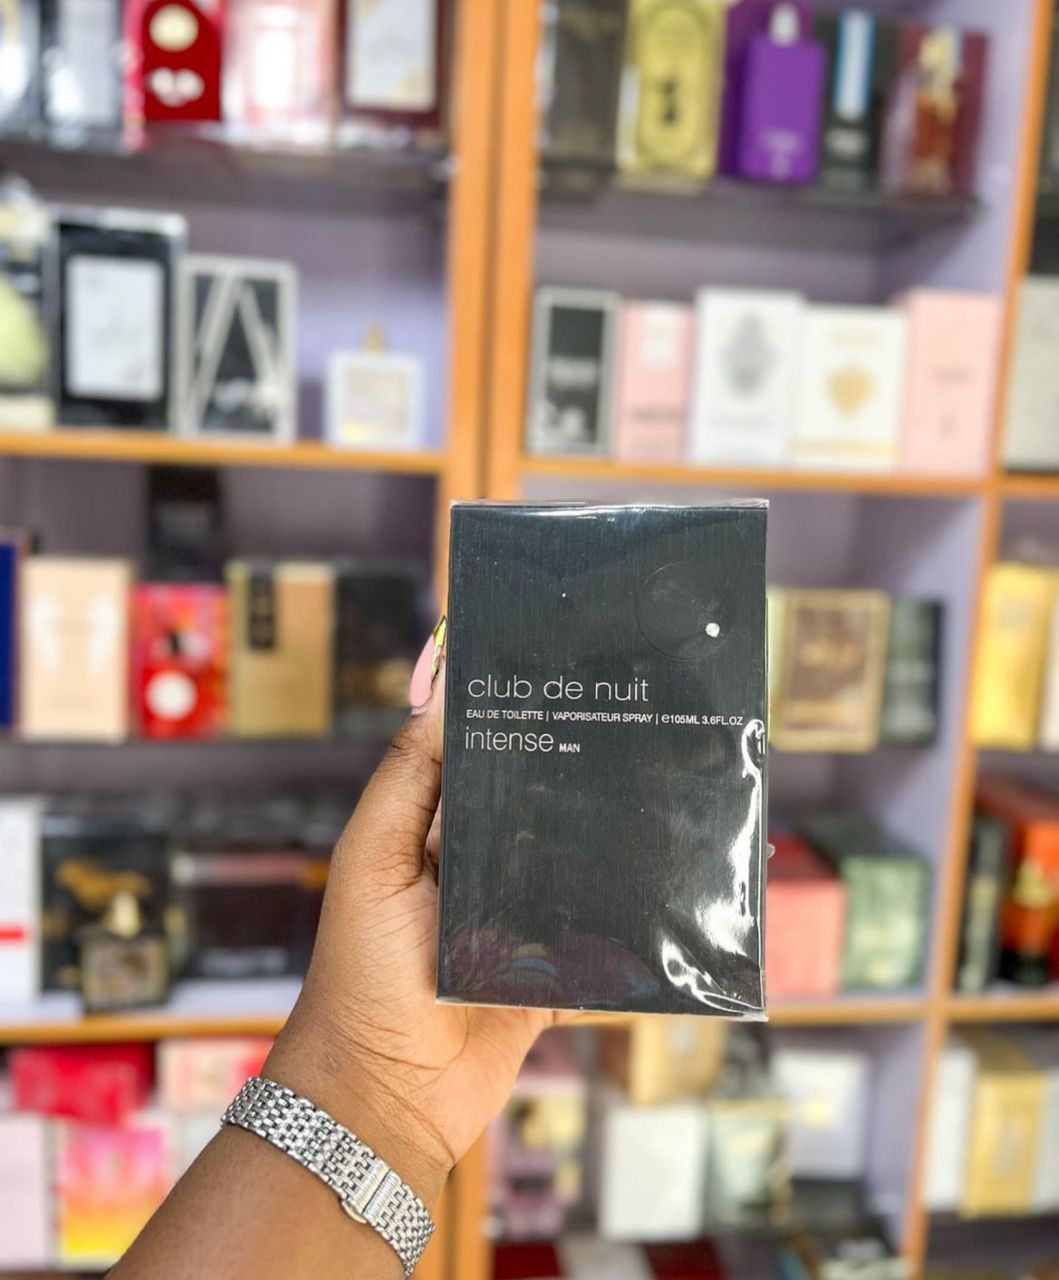 club de nuit
EAU DE TOILETTE | VAPORISATEUR SPRAY | ℮105ML 3.6FL.OZ
intense MAN